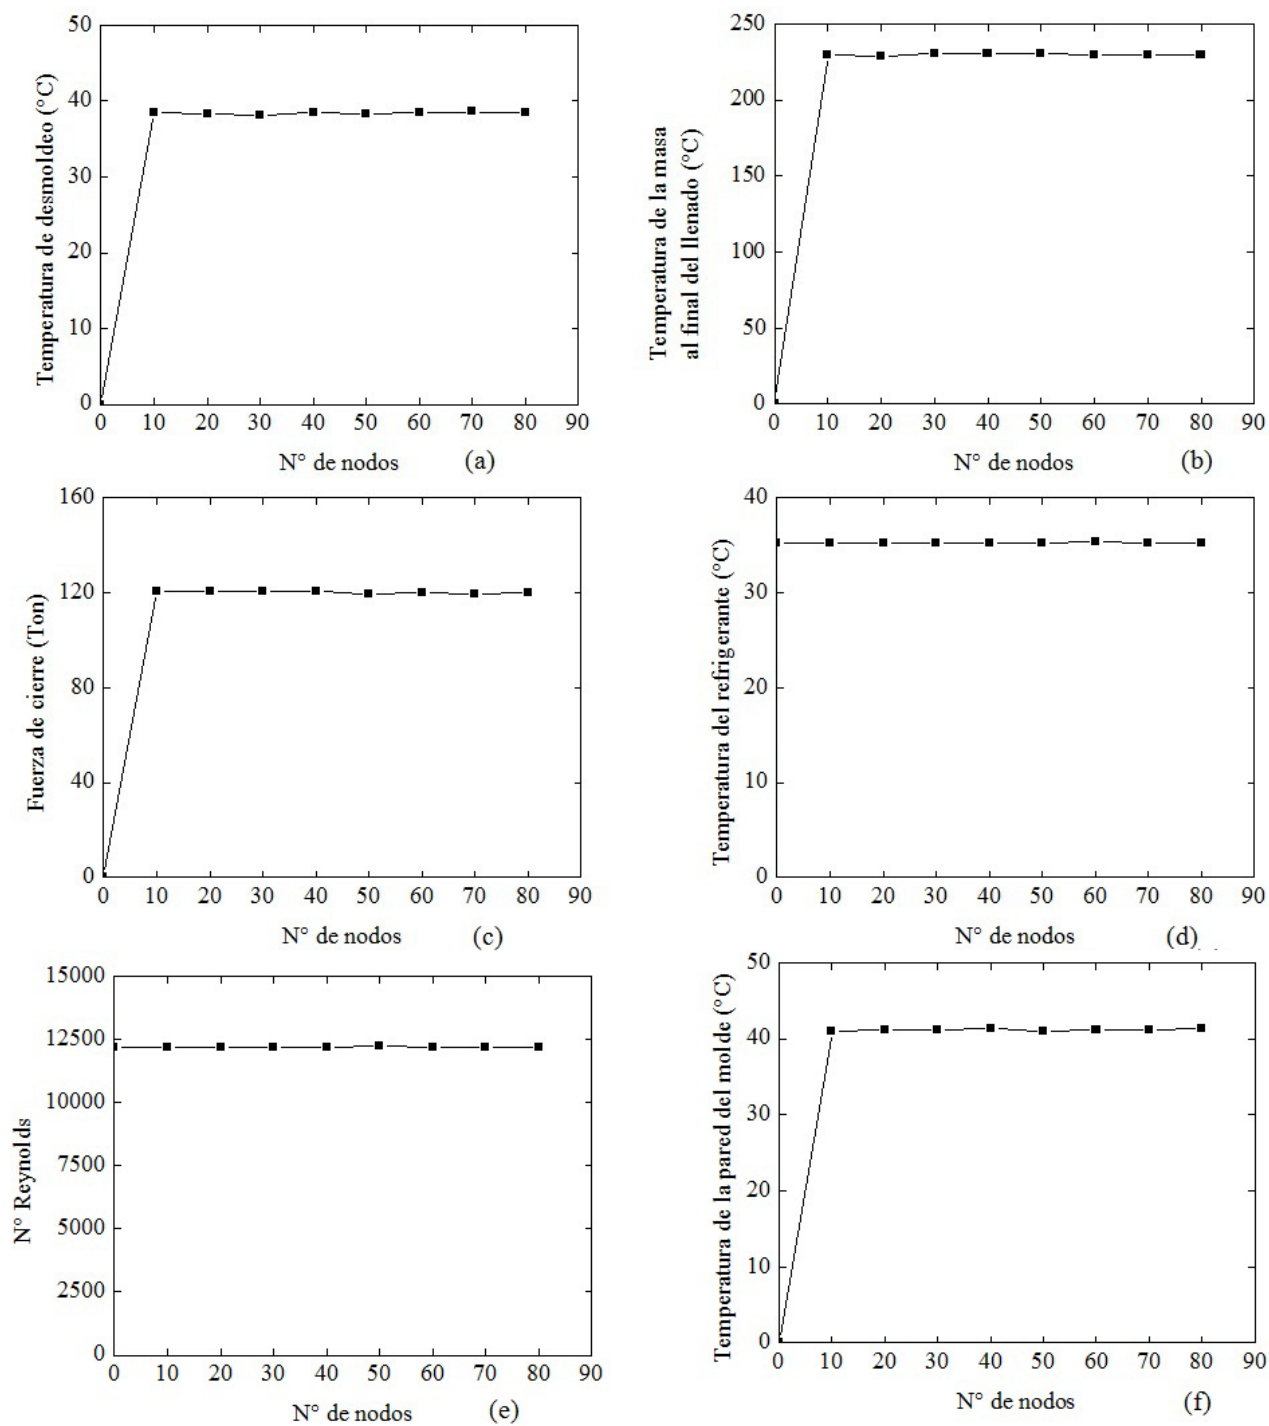 50
40
30
20
10
0
Temperatura de desmoldeo (°C)
0 10 20 30 40 50 60 70 80 90
N° de nodos (a)
250
200
150
100
50
0
Temperatura de la masa
al final del llenado (°C)
0 10 20 30 40 50 60 70 80 90
N° de nodos (b)
160
120
80
40
0
Fuerza de cierre (Ton)
0 10 20 30 40 50 60 70 80 90
N° de nodos (c)
40
30
20
10
0
Temperatura del refrigerante (°C)
0 10 20 30 40 50 60 70 80 90
N° de nodos (d)
15000
12500
10000
7500
5000
2500
0
N° Reynolds
0 10 20 30 40 50 60 70 80 90
N° de nodos (e)
50
40
30
20
10
0
Temperatura de la pared del molde (°C)
0 10 20 30 40 50 60 70 80 90
N° de nodos (f)